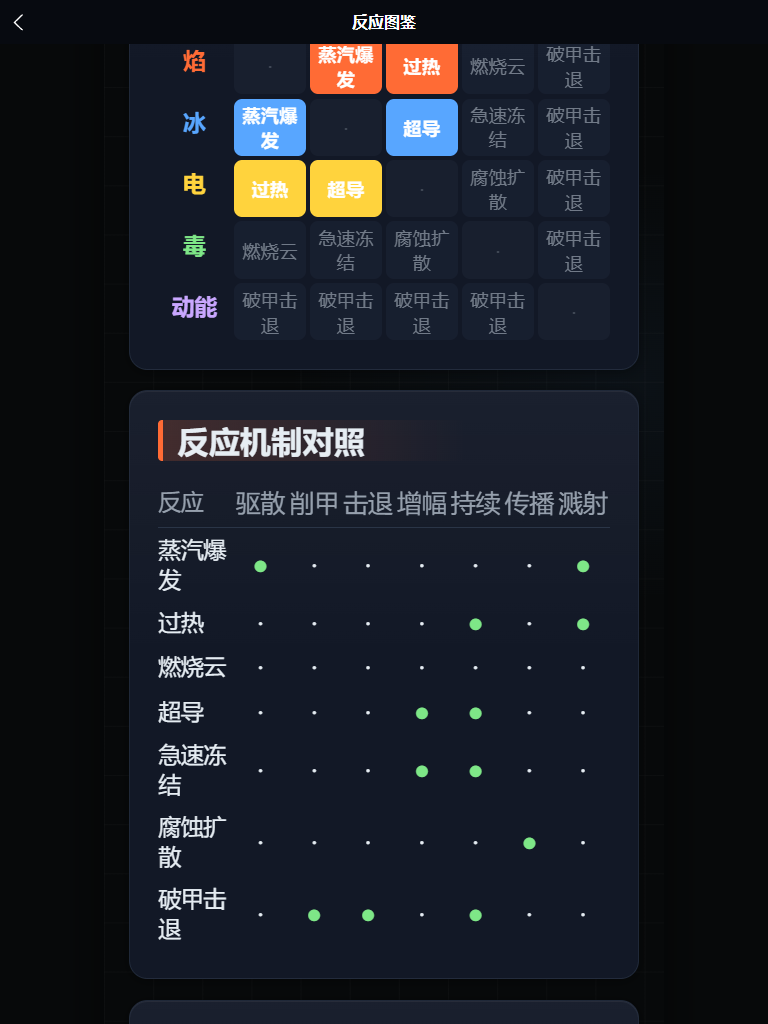 反应图鉴
焰 · 蒸汽爆发 过热 燃烧云 破甲击退
冰 蒸汽爆发 · 超导 急速冻结 破甲击退
电 过热 超导 · 腐蚀扩散 破甲击退
毒 燃烧云 急速冻结 腐蚀扩散 · 破甲击退
动能 破甲击退 破甲击退 破甲击退 破甲击退 ·
反应机制对照
反应 驱散 削甲 击退 增幅 持续 传播 溅射
蒸汽爆发 ● · · · · · ●
过热 · · · · ● · ●
燃烧云 · · · · · · ·
超导 · · · ● ● · ·
急速冻结 · · · ● ● · ·
腐蚀扩散 · · · · · ● ·
破甲击退 · ● ● · ● · ·